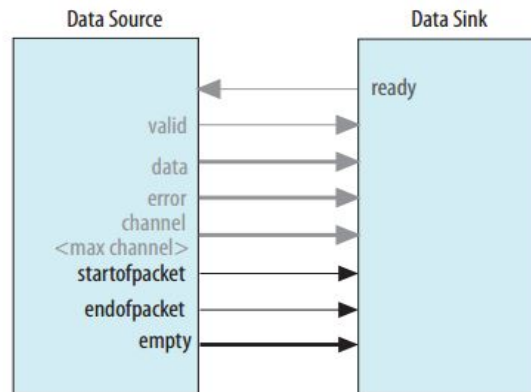 Data Source
Data Sink
ready
valid
data
error
channel
<max channel>
startofpacket
endofpacket
empty